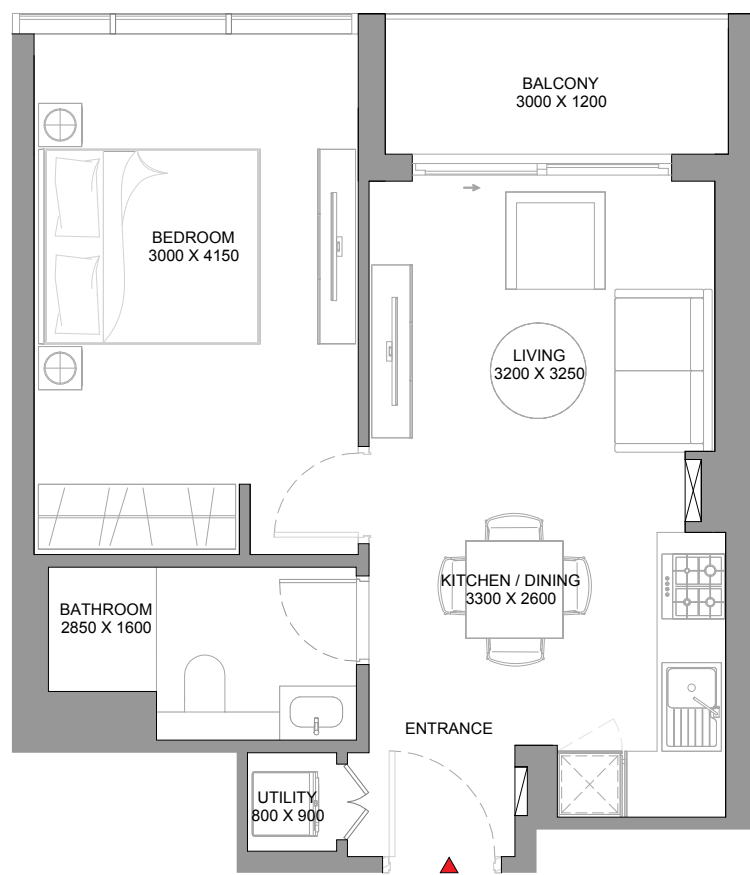 BALCONY
3000 X 1200
BEDROOM
3000 X 4150
LIVING
3200 X 3250
KITCHEN / DINING
3300 X 2600
BATHROOM
2850 X 1600
ENTRANCE
UTILITY
800 X 900